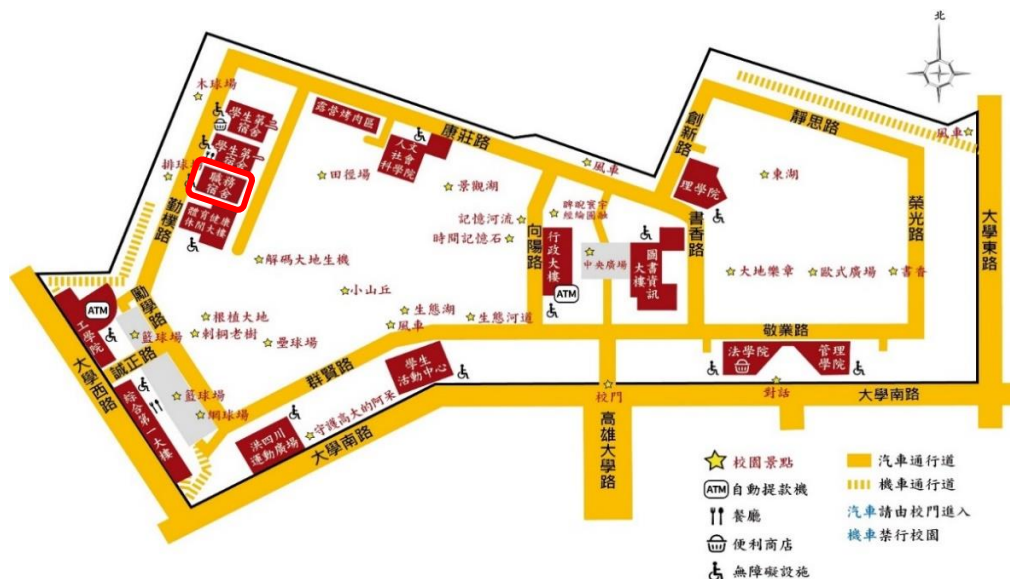 北
木球場
學生第二
宿舍
學生第一
宿舍
排球場
職務
宿舍
體育健康
休閒大樓
勤樸路
露營烤肉區
康莊路
人文
社會
科學院
田徑場
景觀湖
風車
創新路
靜思路
風車
理學院
東湖
榮光路
大學東路
書香路
記憶河流
時間記憶石
向陽路
睥睨寰宇
經綸圓融
行政大樓
ATM
中央廣場
圖書資訊
大樓
大地樂章
歐式廣場
書香
解碼大地生機
小山丘
生態湖
風車
生態河道
敬業路
勵學路
ATM
工學院
根植大地
刺桐老樹
籃球場
壘球場
誠正路
大學西路
群賢路
學生
活動中心
法學院
管理
學院
對話
校門
大學南路
籃球場
網球場
綜合第一大樓
守護高大的阿呆
洪四川
運動廣場
大學南路
高雄大學路
校園景點
ATM 自動提款機
餐廳
便利商店
無障礙設施
汽車通行道
機車通行道
汽車請由校門進入
機車禁行校園